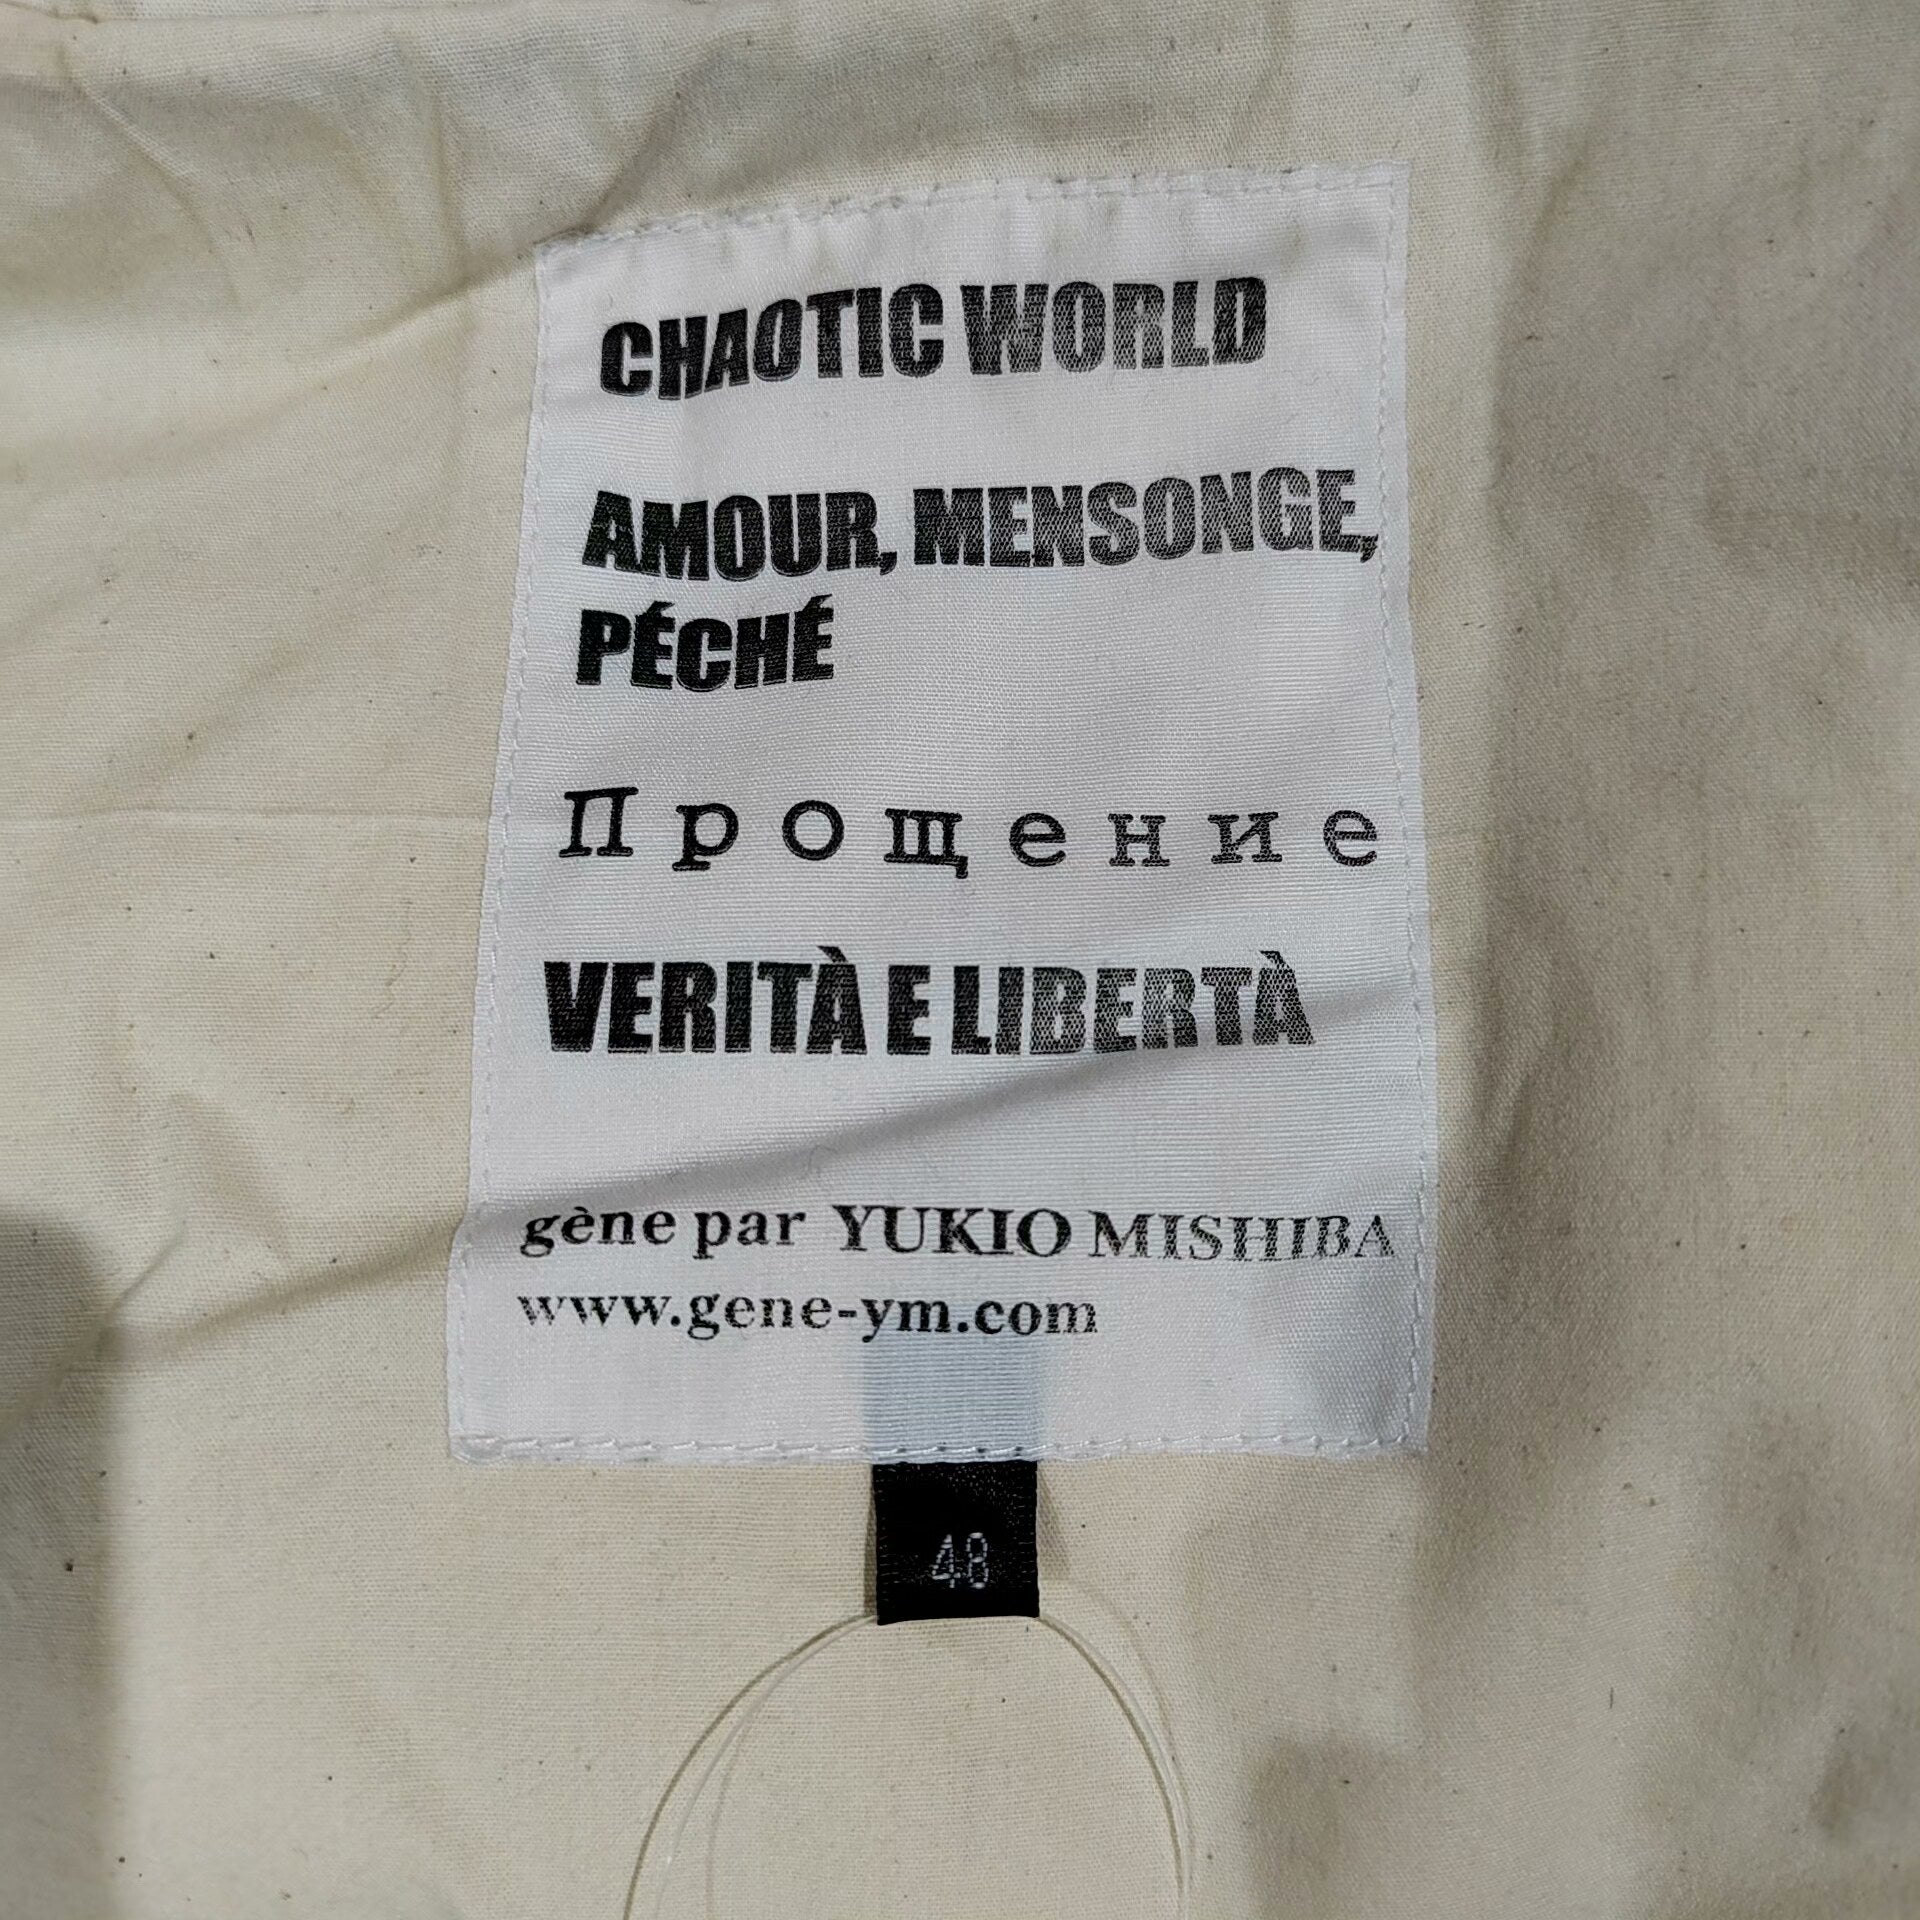 CHAOTIC WORLD
AMOUR, MENSONGE,
PÉCHÉ
Прощение
VERITÀ E LIBERTÀ
gène par YUKIO MISHIBA
www.gene-ym.com
48